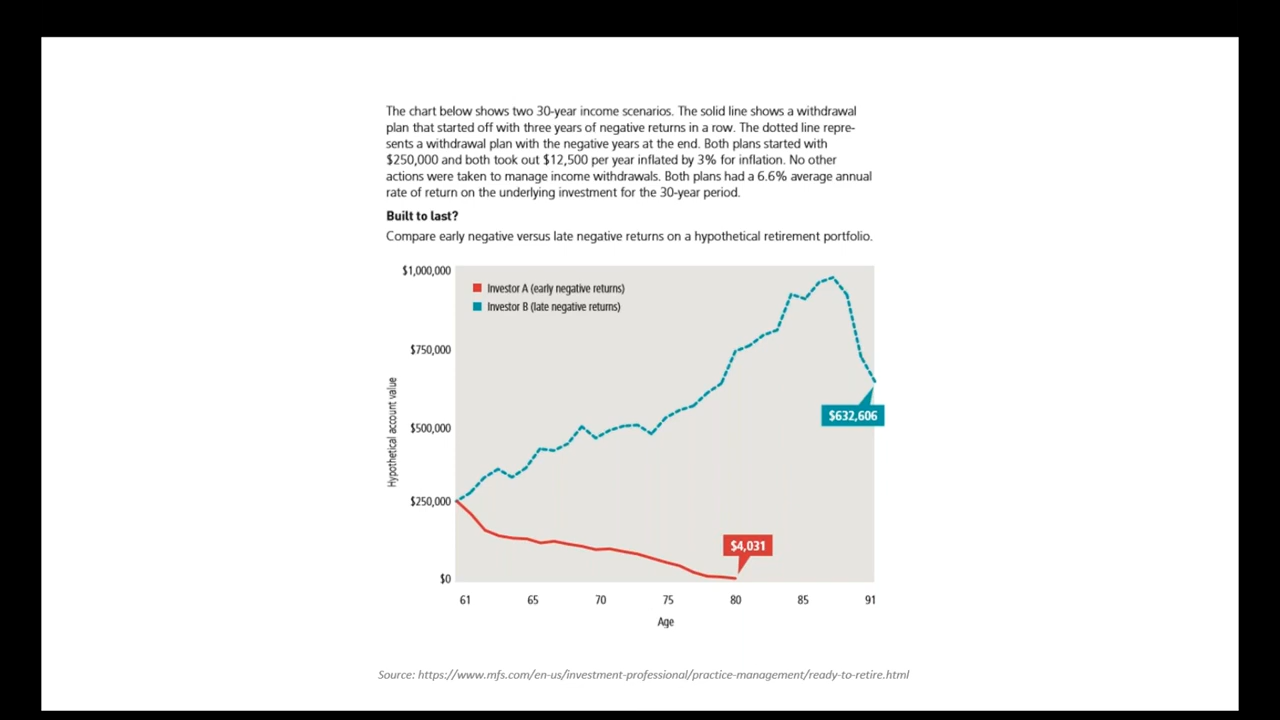 The chart below shows two 30-year income scenarios. The solid line shows a withdrawal
plan that started off with three years of negative returns in a row. The dotted line repre-
sents a withdrawal plan with the negative years at the end. Both plans started with
$250,000 and both took out $12,500 per year inflated by 3% for inflation. No other
actions were taken to manage income withdrawals. Both plans had a 6.6% average annual
rate of return on the underlying investment for the 30-year period.
Built to last?
Compare early negative versus late negative returns on a hypothetical retirement portfolio.
Investor A (early negative returns)
Investor B (late negative returns)
Hypothetical account value
$1,000,000
$750,000
$500,000
$250,000
$0
$632,606
$4,031
61 65 70 75 80 85 91
Age
Source: https://www.mfs.com/en-us/investment-professional/practice-management/ready-to-retire.html